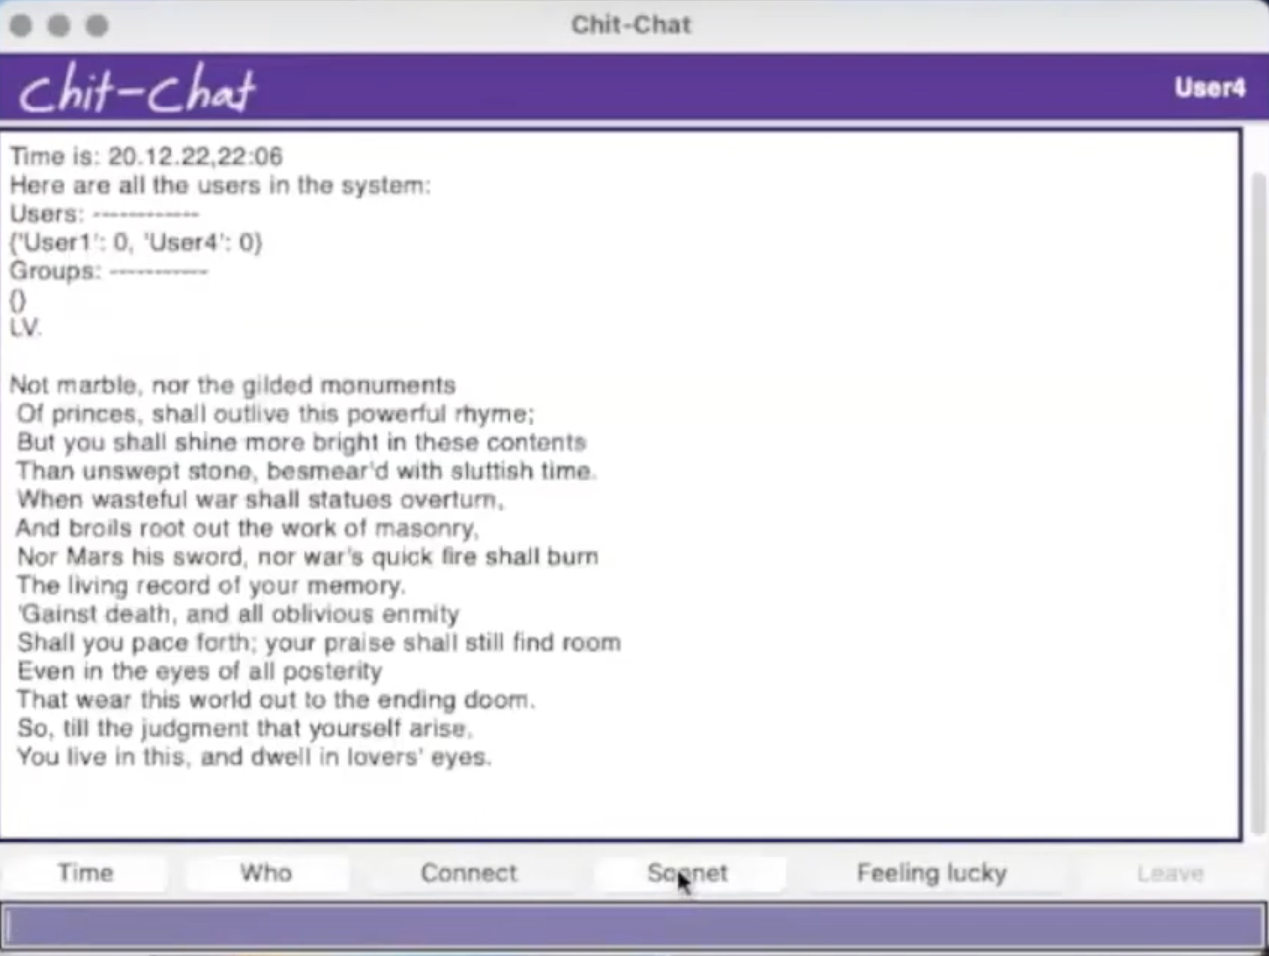 Chit-Chat
Chit-Chat
User4
Time is: 20.12.22,22:06
Here are all the users in the system:
Users: ------------
{'User1': 0, 'User4': 0}
Groups: -----------
{}
LV.
Not marble, nor the gilded monuments
Of princes, shall outlive this powerful rhyme;
But you shall shine more bright in these contents
Than unswept stone, besmear'd with sluttish time.
When wasteful war shall statues overturn,
And broils root out the work of masonry,
Nor Mars his sword, nor war's quick fire shall burn
The living record of your memory.
'Gainst death, and all oblivious enmity
Shall you pace forth; your praise shall still find room
Even in the eyes of all posterity
That wear this world out to the ending doom.
So, till the judgment that yourself arise,
You live in this, and dwell in lovers' eyes.
Time Who Connect Sonnet Feeling lucky Leave